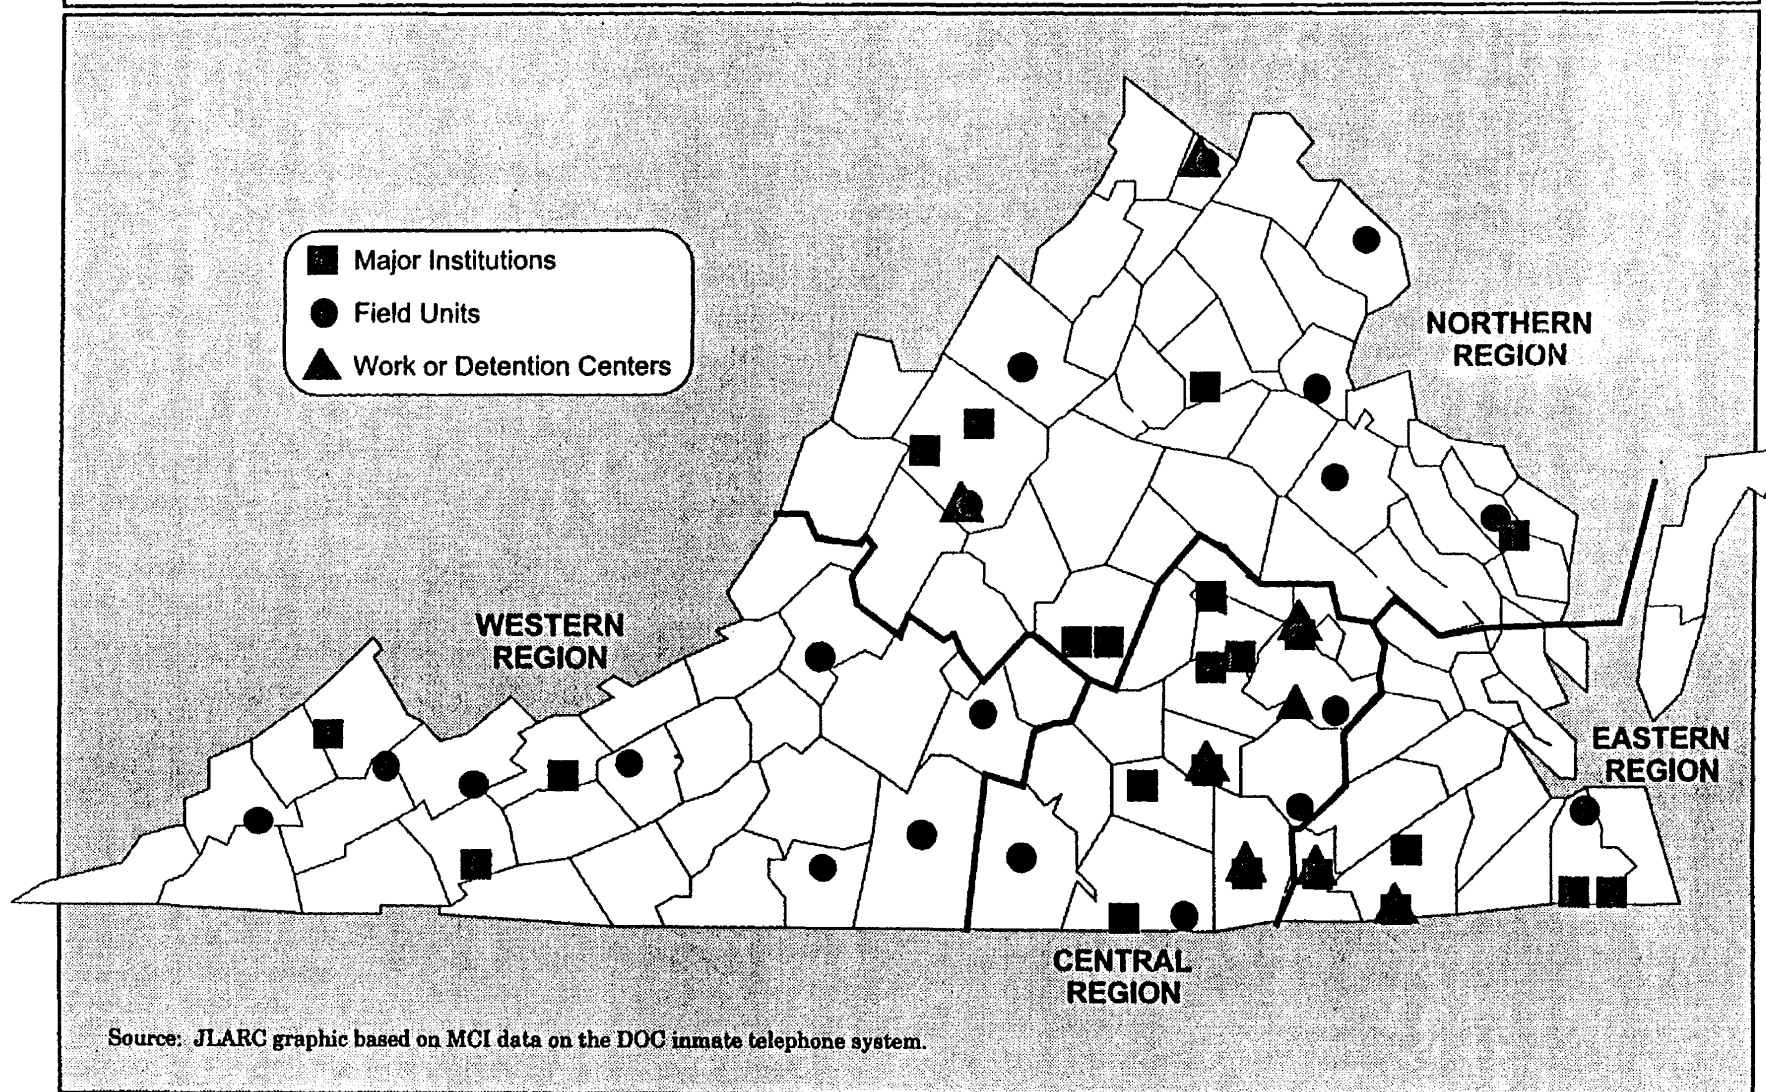 Major Institutions
Field Units
Work or Detention Centers
NORTHERN
REGION
WESTERN
REGION
EASTERN
REGION
CENTRAL
REGION
Source: JLARC graphic based on MCI data on the DOC inmate telephone system.